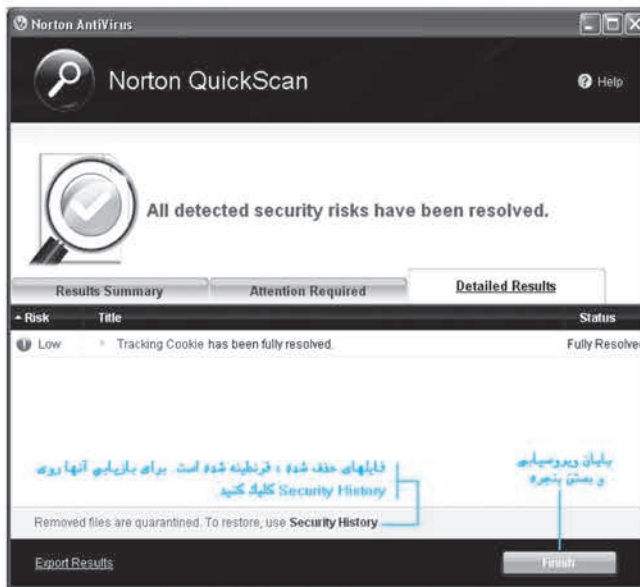 Norton AntiVirus
Norton QuickScan
Help
All detected security risks have been resolved.
Results Summary Attention Required Detailed Results
Risk Title Status
Low Tracking Cookie has been fully resolved. Fully Resolve
فایلهای حذف شده ، قرنطینه شده است. برای بازیابی آنها روی
Security History کلیک کنید
پایان ویروسیابی
و بستن پنجره
Removed files are quarantined. To restore, use Security History
Export Results
Finish